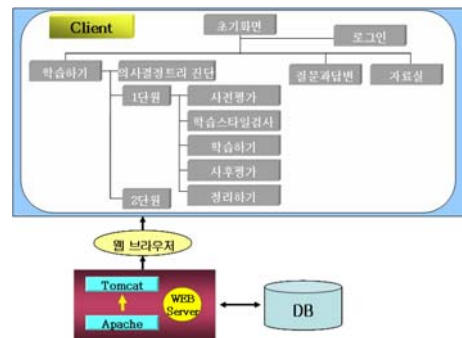 Client
초기화면
로그인
학습하기
의사결정트리 진단
질문과답변
자료실
1단원
사전평가
학습스타일검사
학습하기
사후평가
2단원
정리하기
웹 브라우저
Tomcat
WEB
Server
Apache
DB